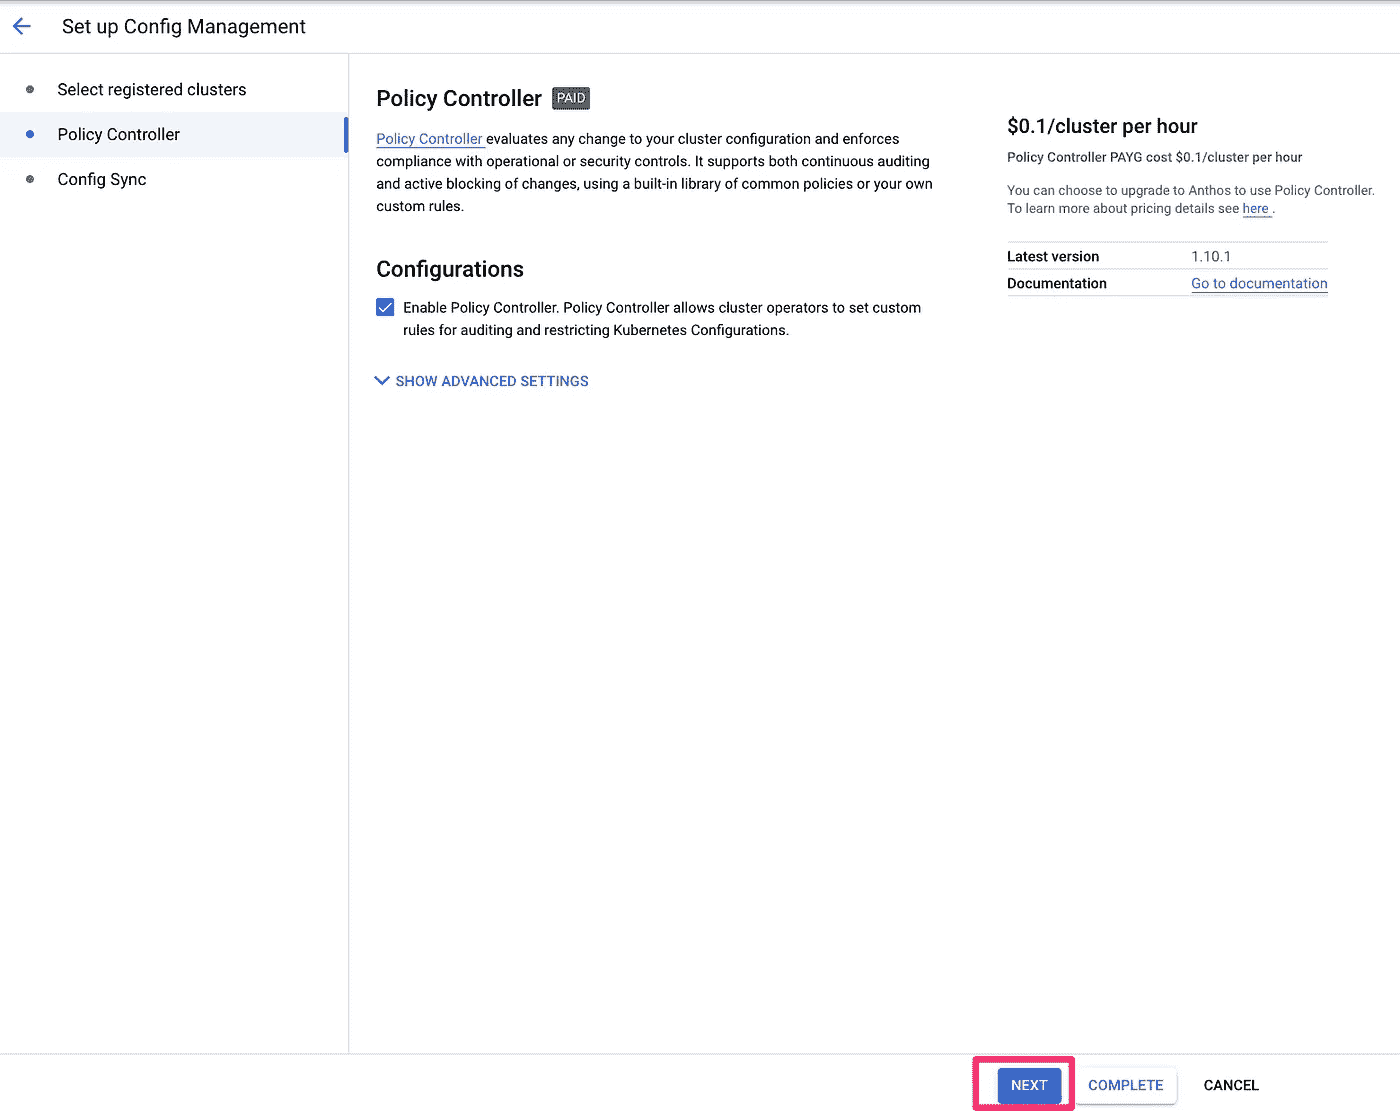 Set up Config Management
Select registered clusters
Policy Controller
Config Sync
Policy Controller PAID
Policy Controller evaluates any change to your cluster configuration and enforces
compliance with operational or security controls. It supports both continuous auditing
and active blocking of changes, using a built-in library of common policies or your own
custom rules.
Configurations
Enable Policy Controller. Policy Controller allows cluster operators to set custom
rules for auditing and restricting Kubernetes Configurations.
SHOW ADVANCED SETTINGS
$0.1/cluster per hour
Policy Controller PAYG cost $0.1/cluster per hour
You can choose to upgrade to Anthos to use Policy Controller.
To learn more about pricing details see here .
Latest version 1.10.1
Documentation Go to documentation
NEXT COMPLETE CANCEL